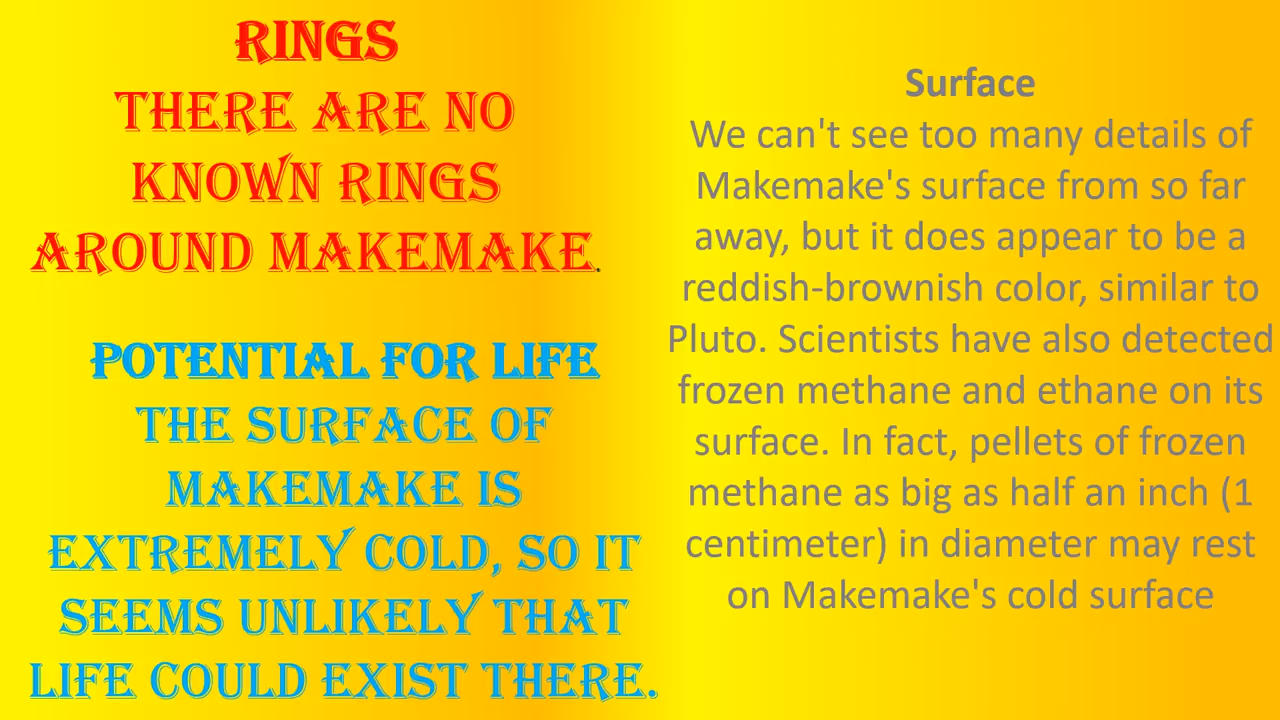 RINGS
THERE ARE NO
KNOWN RINGS
AROUND MAKEMAKE.
POTENTIAL FOR LIFE
THE SURFACE OF
MAKEMAKE IS
EXTREMELY COLD, SO IT
SEEMS UNLIKELY THAT
LIFE COULD EXIST THERE.
Surface
We can't see too many details of
Makemake's surface from so far
away, but it does appear to be a
reddish-brownish color, similar to
Pluto. Scientists have also detected
frozen methane and ethane on its
surface. In fact, pellets of frozen
methane as big as half an inch (1
centimeter) in diameter may rest
on Makemake's cold surface